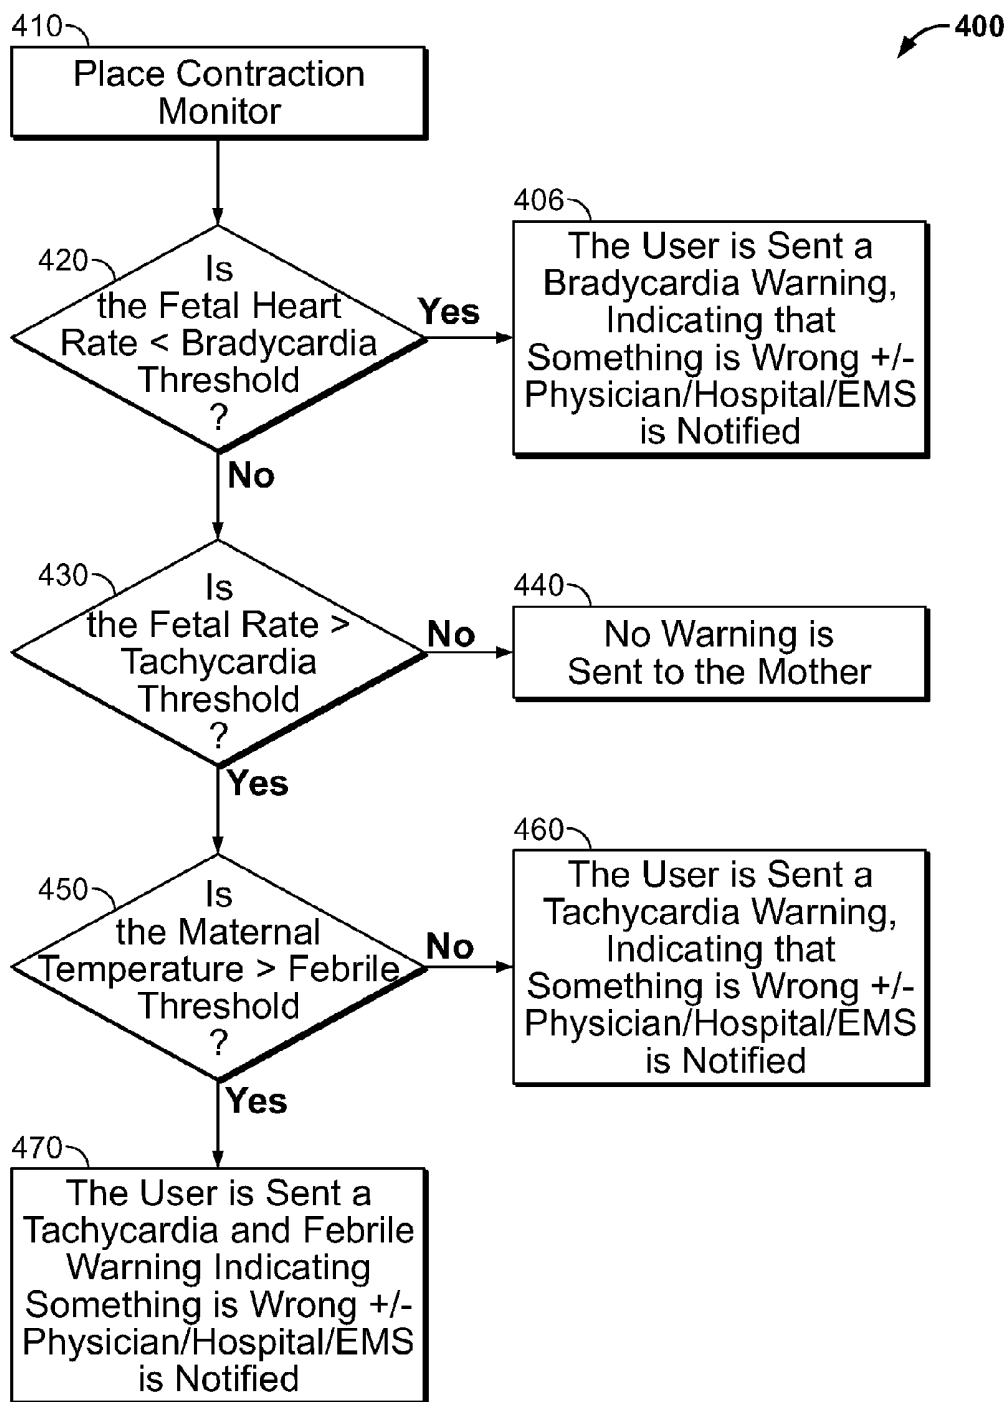 400
410
Place Contraction
Monitor
420
Is
the Fetal Heart
Rate < Bradycardia
Threshold
?
Yes
No
406
The User is Sent a
Bradycardia Warning,
Indicating that
Something is Wrong +/-
Physician/Hospital/EMS
is Notified
430
Is
the Fetal Rate >
Tachycardia
Threshold
?
No
Yes
440
No Warning is
Sent to the Mother
450
Is
the Maternal
Temperature > Febrile
Threshold
?
No
Yes
460
The User is Sent a
Tachycardia Warning,
Indicating that
Something is Wrong +/-
Physician/Hospital/EMS
is Notified
470
The User is Sent a
Tachycardia and Febrile
Warning Indicating
Something is Wrong +/-
Physician/Hospital/EMS
is Notified